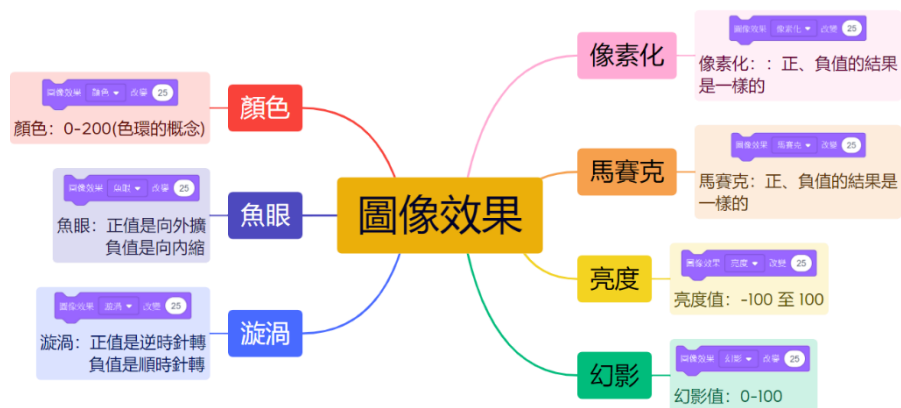 圖像效果
顏色
圖像效果 顏色 改變 25
顏色：0-200(色環的概念)
魚眼
圖像效果 魚眼 改變 25
魚眼：正值是向外擴
負值是向內縮
漩渦
圖像效果 漩渦 改變 25
漩渦：正值是逆時針轉
負值是順時針轉
像素化
圖像效果 像素化 改變 25
像素化：：正、負值的結果
是一樣的
馬賽克
圖像效果 馬賽克 改變 25
馬賽克：正、負值的結果是
一樣的
亮度
圖像效果 亮度 改變 25
亮度值：-100 至 100
幻影
圖像效果 幻影 改變 25
幻影值：0-100